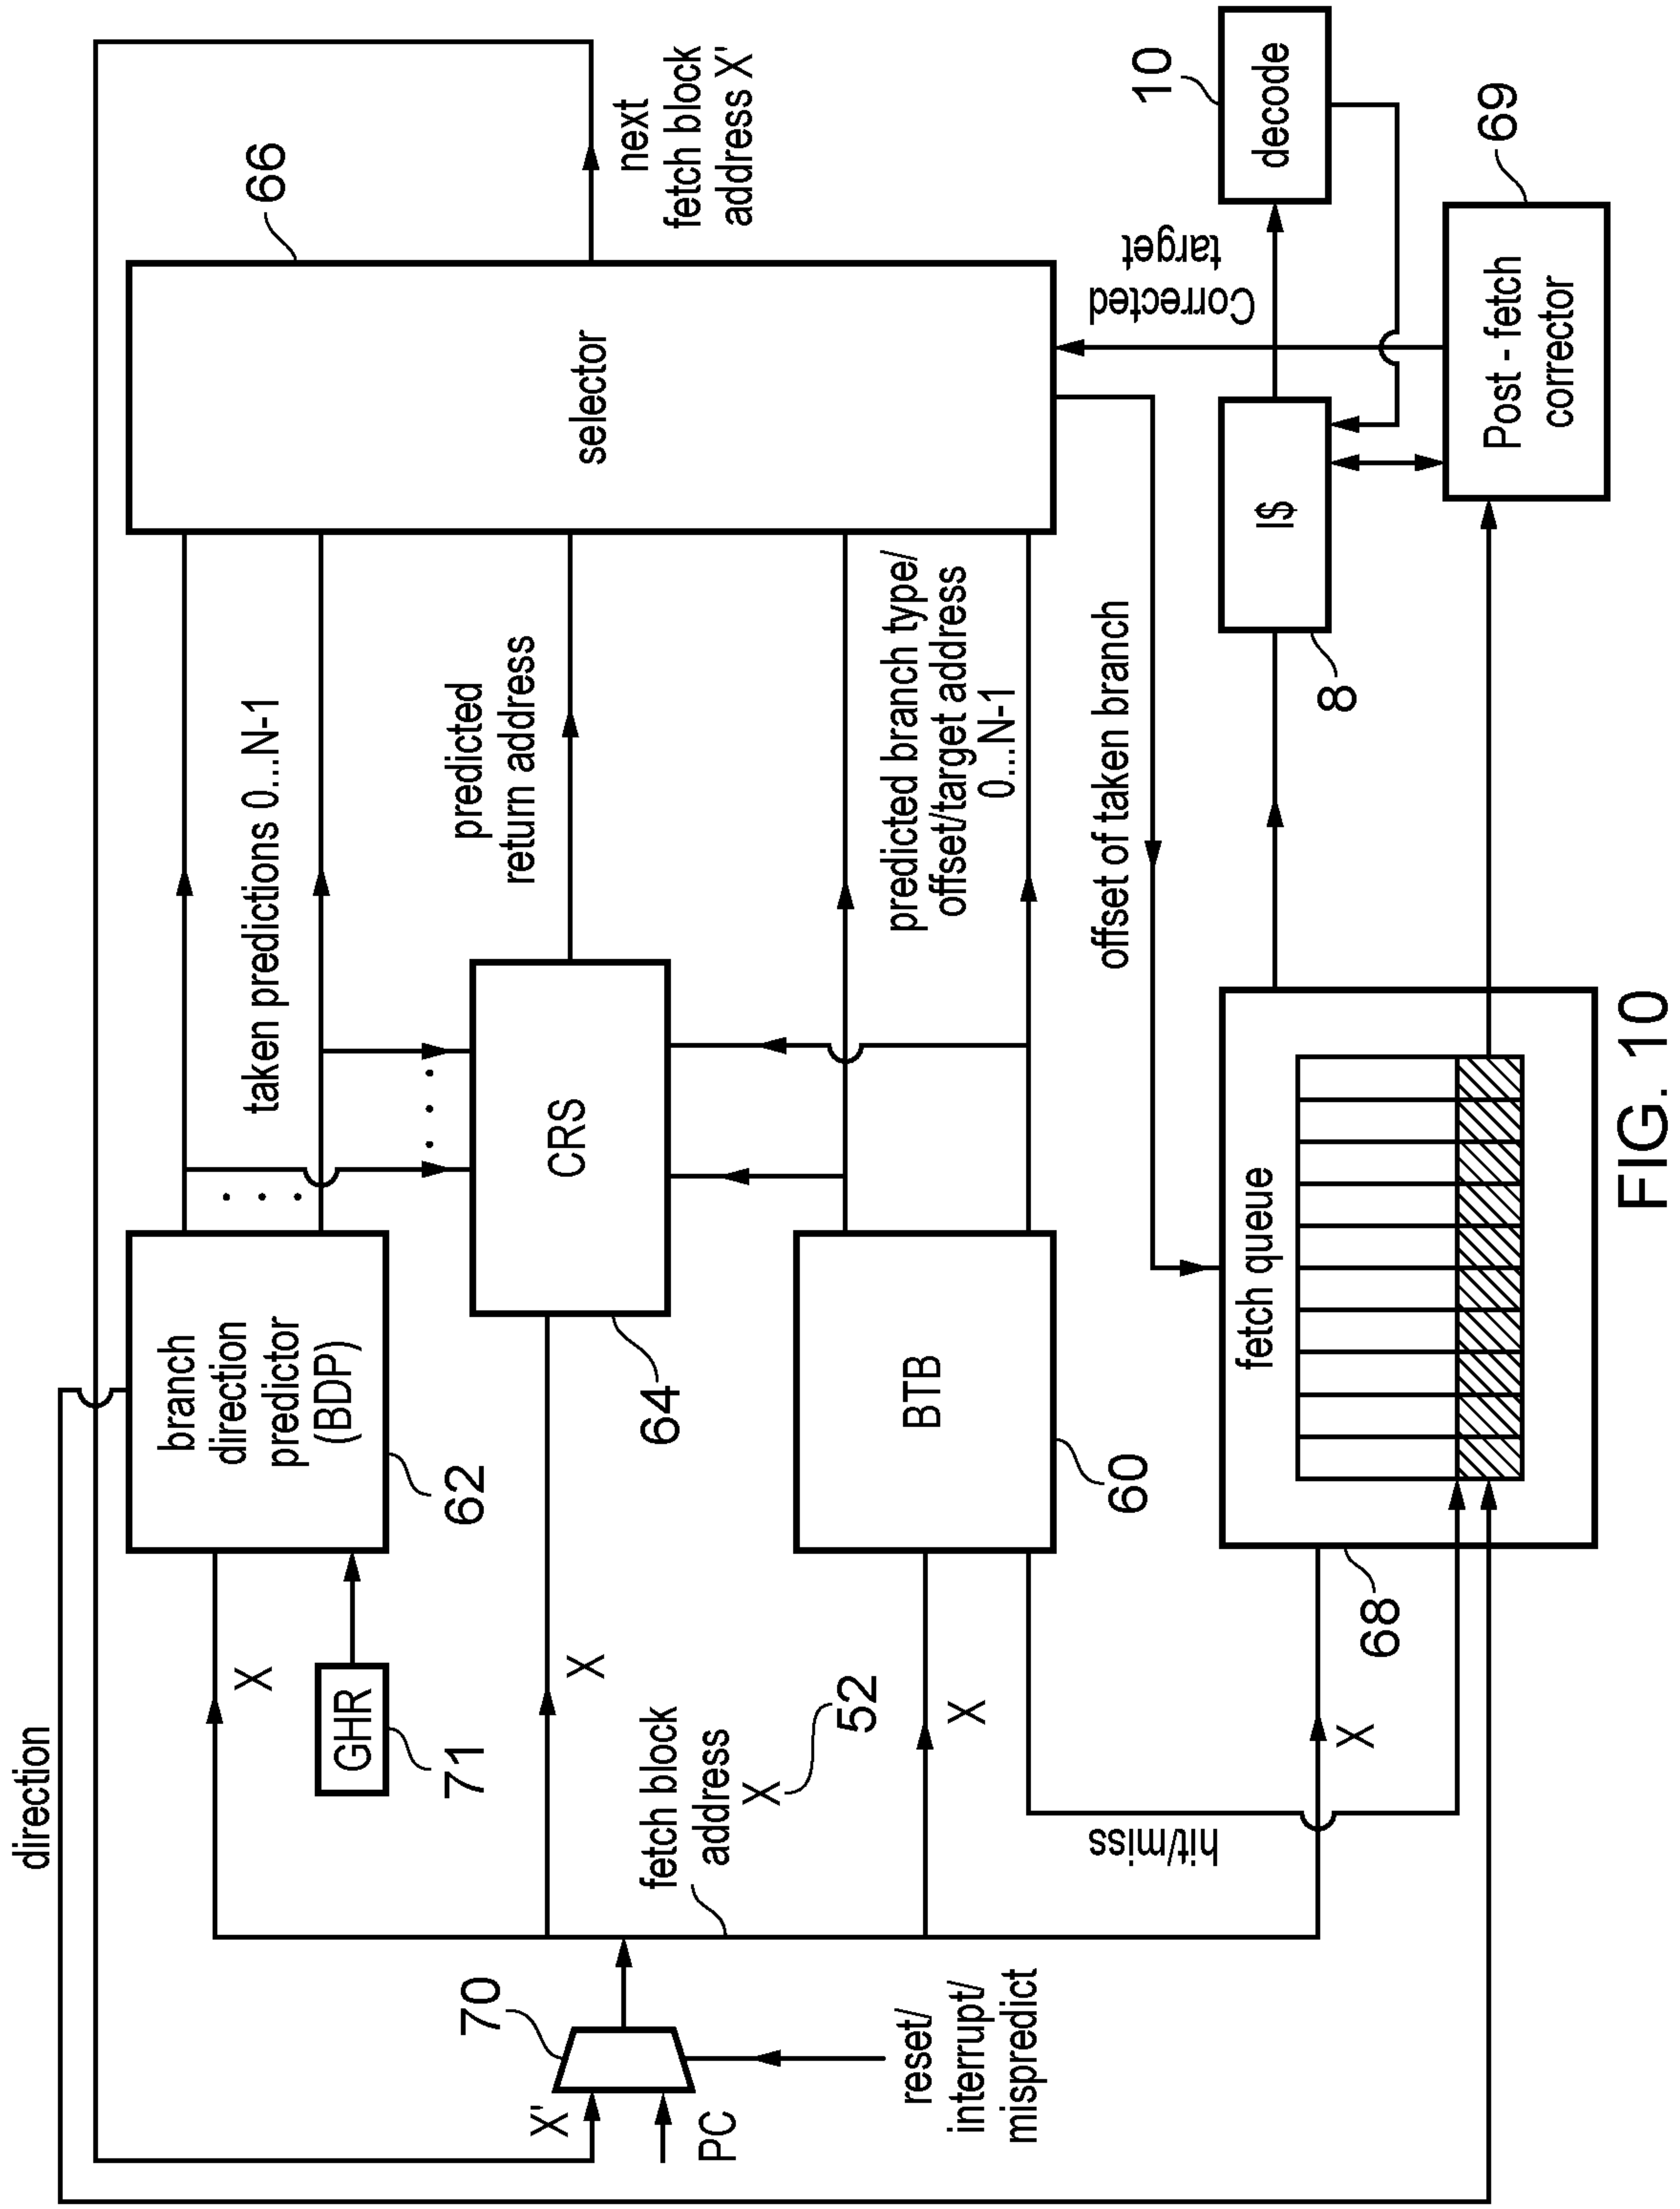 direction
X'
PC
70
reset/
interrupt/
mispredict
fetch block
address
X
52
X
GHR
71
X
X
X
hit/miss
branch
direction
predictor
(BDP)
62
CRS
64
BTB
60
fetch queue
68
taken predictions 0...N-1
predicted
return address
predicted branch type/
offset/target address
0...N-1
offset of taken branch
selector
66
next
fetch block
address X'
Corrected
target
I$
8
decode
10
Post - fetch
corrector
69
FIG. 10